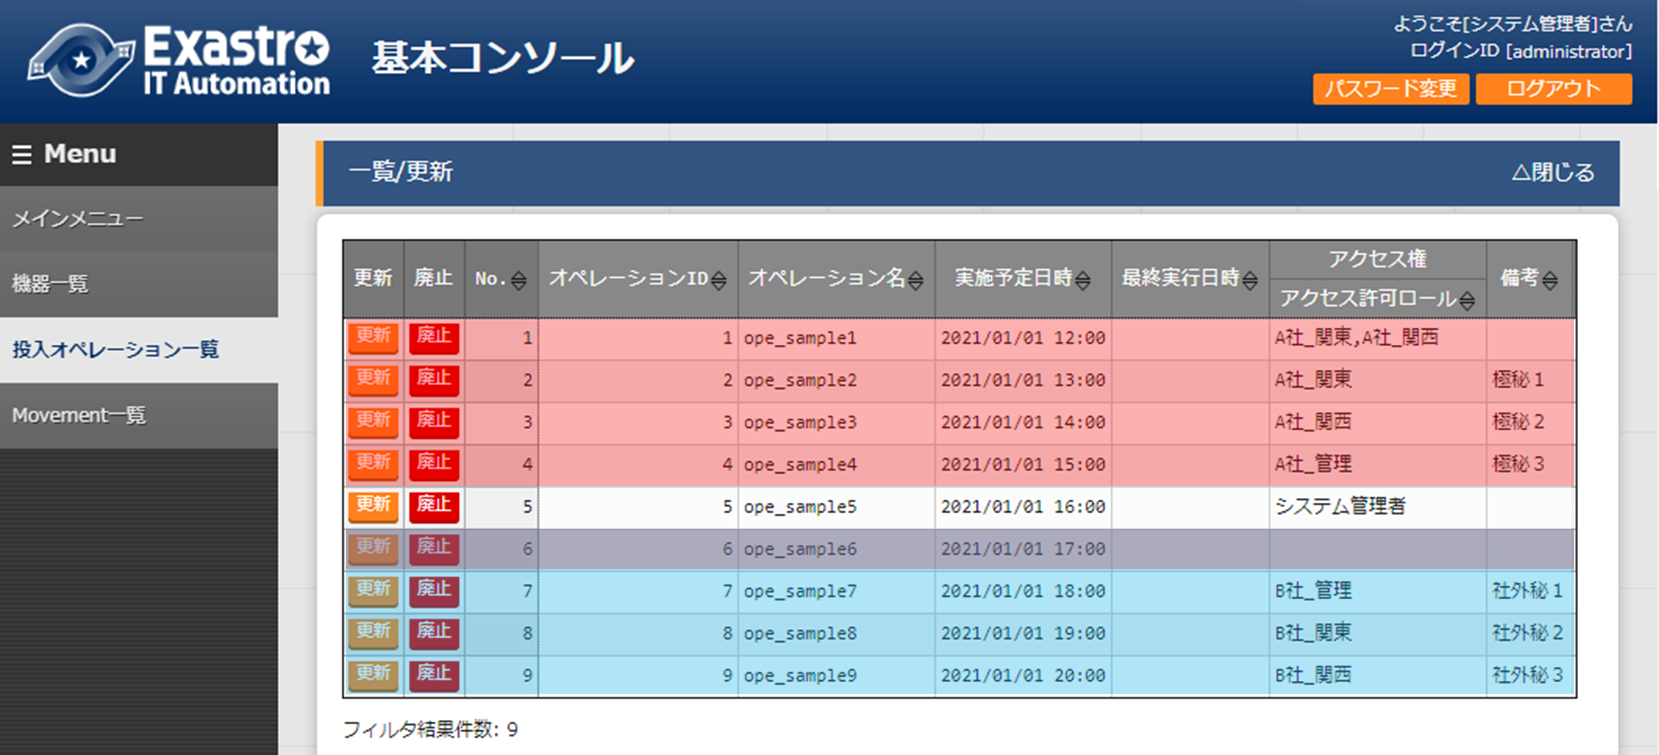 Exastro
IT Automation
基本コンソール
ようこそ[システム管理者]さん
ログインID [administrator]
パスワード変更 ログアウト
Menu
メインメニュー
機器一覧
投入オペレーション一覧
Movement一覧
一覧/更新 △閉じる
更新 廃止 No. オペレーションID オペレーション名 実施予定日時 最終実行日時 アクセス権 備考
アクセス許可ロール
更新 廃止 1 1 ope_sample1 2021/01/01 12:00 A社_関東,A社_関西
更新 廃止 2 2 ope_sample2 2021/01/01 13:00 A社_関東 極秘1
更新 廃止 3 3 ope_sample3 2021/01/01 14:00 A社_関西 極秘2
更新 廃止 4 4 ope_sample4 2021/01/01 15:00 A社_管理 極秘3
更新 廃止 5 5 ope_sample5 2021/01/01 16:00 システム管理者
更新 廃止 6 6 ope_sample6 2021/01/01 17:00
更新 廃止 7 7 ope_sample7 2021/01/01 18:00 B社_管理 社外秘1
更新 廃止 8 8 ope_sample8 2021/01/01 19:00 B社_関東 社外秘2
更新 廃止 9 9 ope_sample9 2021/01/01 20:00 B社_関西 社外秘3
フィルタ結果件数: 9